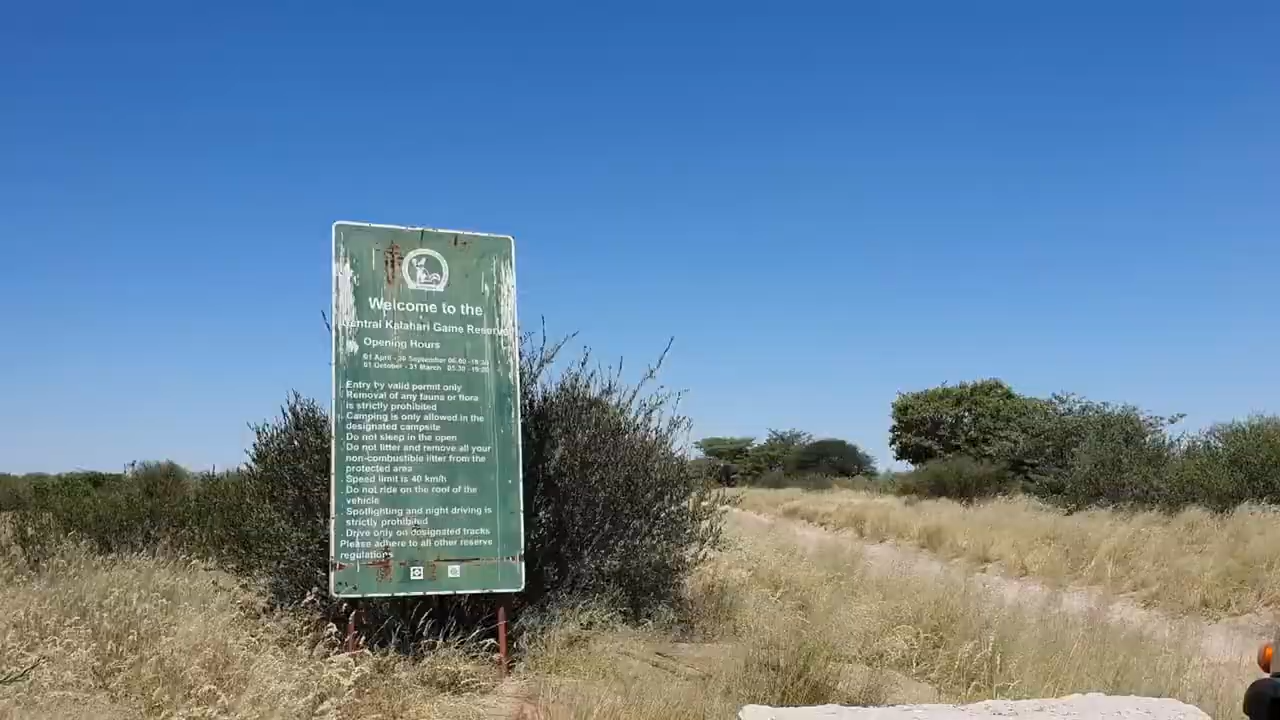 Welcome to the
Central Kalahari Game Reserve
Opening Hours
01 April - 30 September 06:00 - 18:30
01 October - 31 March 05:30 - 19:00
. Entry by valid permit only
. Removal of any fauna or flora
is strictly prohibited
. Camping is only allowed in the
designated campsite
. Do not sleep in the open
. Do not litter and remove all your
non-combustible litter from the
protected area
. Speed limit is 40 km/h
. Do not ride on the roof of the
vehicle
. Spotlighting and night driving is
strictly prohibited
. Drive only on designated tracks
Please adhere to all other reserve
regulations